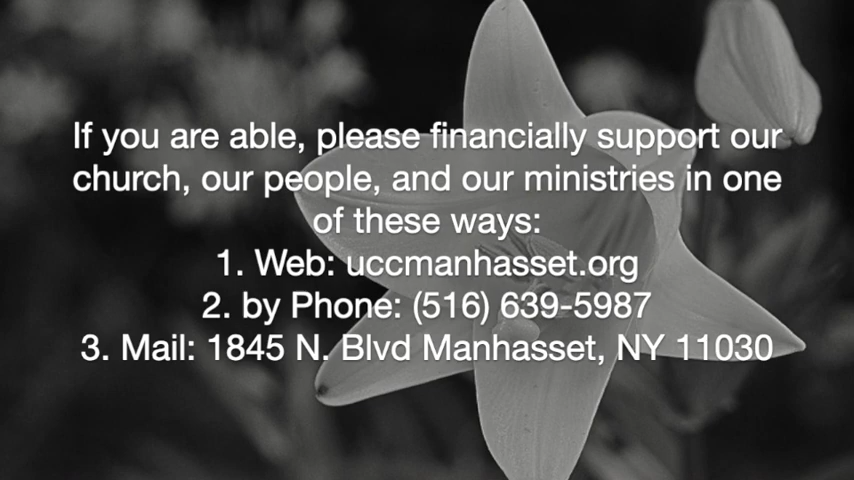 If you are able, please financially support our
church, our people, and our ministries in one
of these ways:
1. Web: uccmanhasset.org
2. by Phone: (516) 639-5987
3. Mail: 1845 N. Blvd Manhasset, NY 11030